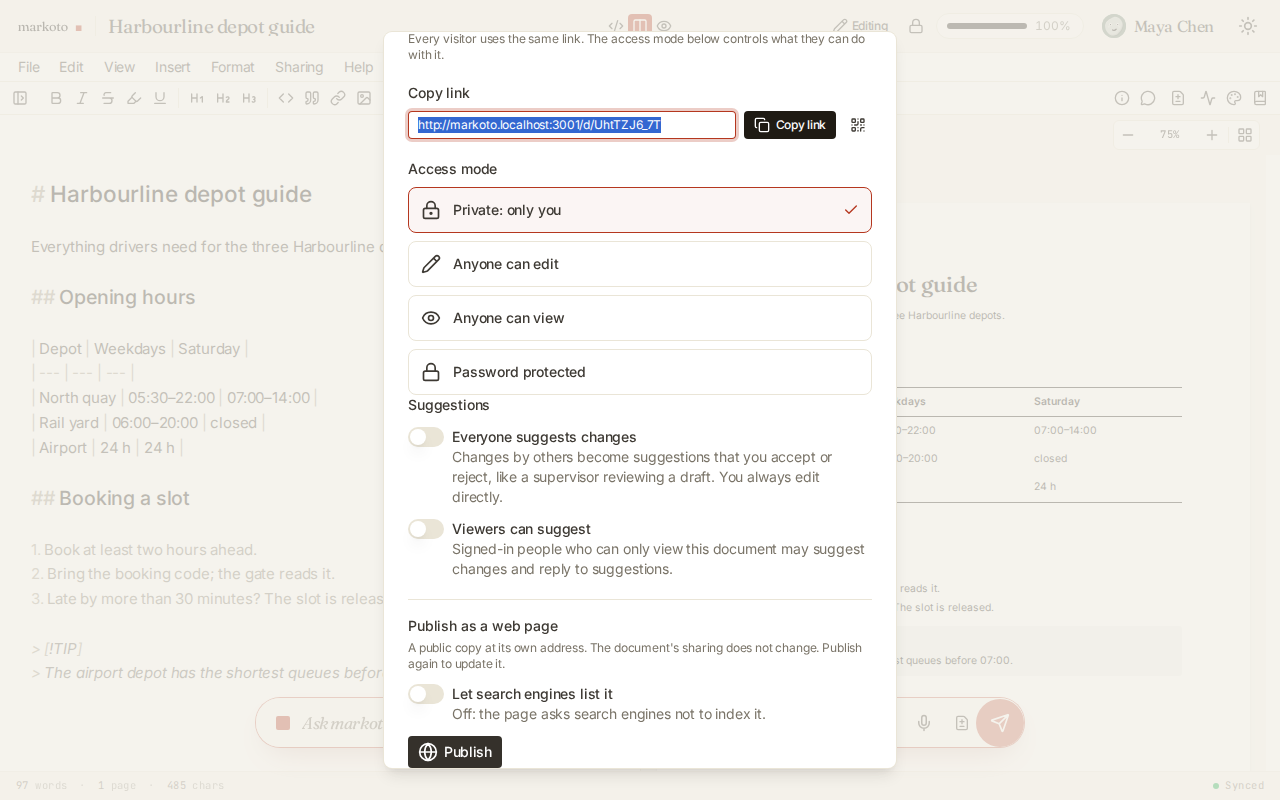 markoto
Harbourline depot guide
Editing
100%
Maya Chen
File Edit View Insert Format Sharing Help
H1 H2 H3
75%
# Harbourline depot guide
Everything drivers need for the three Harbourline
## Opening hours
| Depot | Weekdays | Saturday |
| --- | --- | --- |
| North quay | 05:30–22:00 | 07:00–14:00 |
| Rail yard | 06:00–20:00 | closed |
| Airport | 24 h | 24 h |
## Booking a slot
1. Book at least two hours ahead.
2. Bring the booking code; the gate reads it.
3. Late by more than 30 minutes? The slot is
> [!TIP]
> The airport depot has the shortest queues
Ask
Every visitor uses the same link. The access mode below controls what they can do
with it.
Copy link
http://markoto.localhost:3001/d/UhtTZJ6_7T
Copy link
Access mode
Private: only you
Anyone can edit
Anyone can view
Password protected
Suggestions
Everyone suggests changes
Changes by others become suggestions that you accept or
reject, like a supervisor reviewing a draft. You always edit
directly.
Viewers can suggest
Signed-in people who can only view this document may suggest
changes and reply to suggestions.
Publish as a web page
A public copy at its own address. The document's sharing does not change. Publish
again to update it.
Let search engines list it
Off: the page asks search engines not to index it.
Publish
guide
Harbourline depots.
Saturday
07:00–14:00
closed
24 h
reads it.
slot is released.
queues before 07:00.
97 words · 1 page · 485 chars
Synced